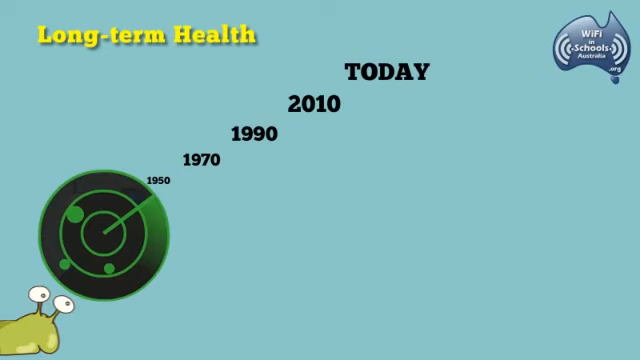 Long-term Health
WiFi
in
Schools
Australia
.org
TODAY
2010
1990
1970
1950